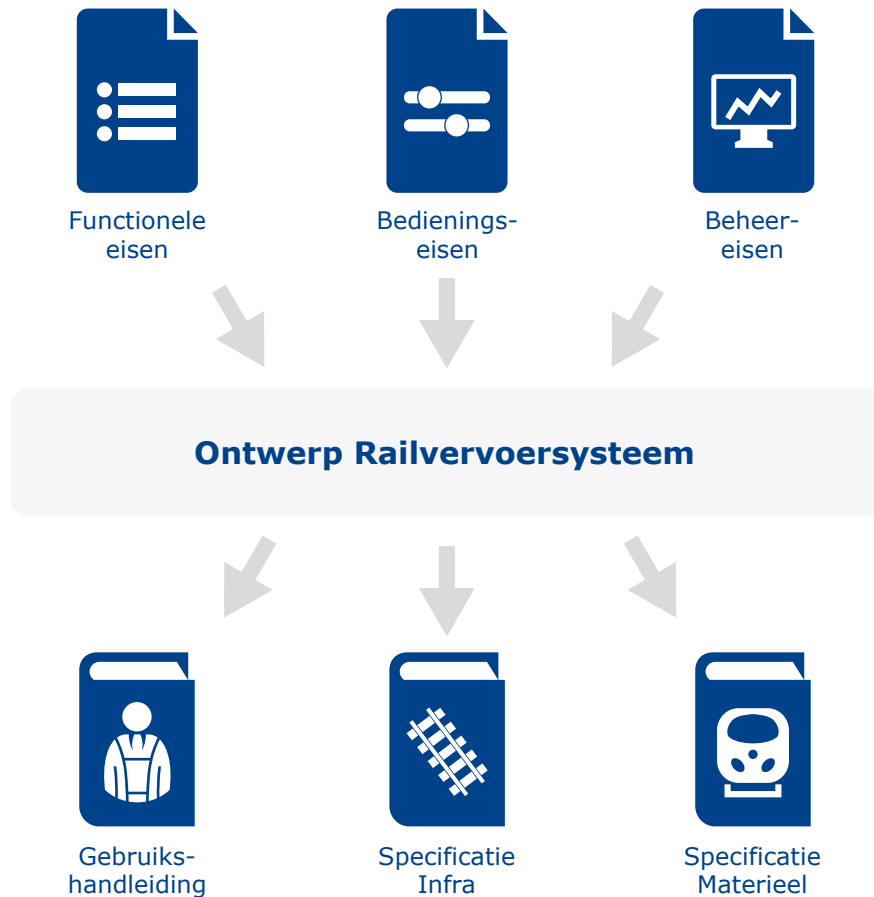 Functionele
eisen
Bedienings-
eisen
Beheer-
eisen
Ontwerp Railvervoersysteem
Gebruiks-
handleiding
Specificatie
Infra
Specificatie
Materieel